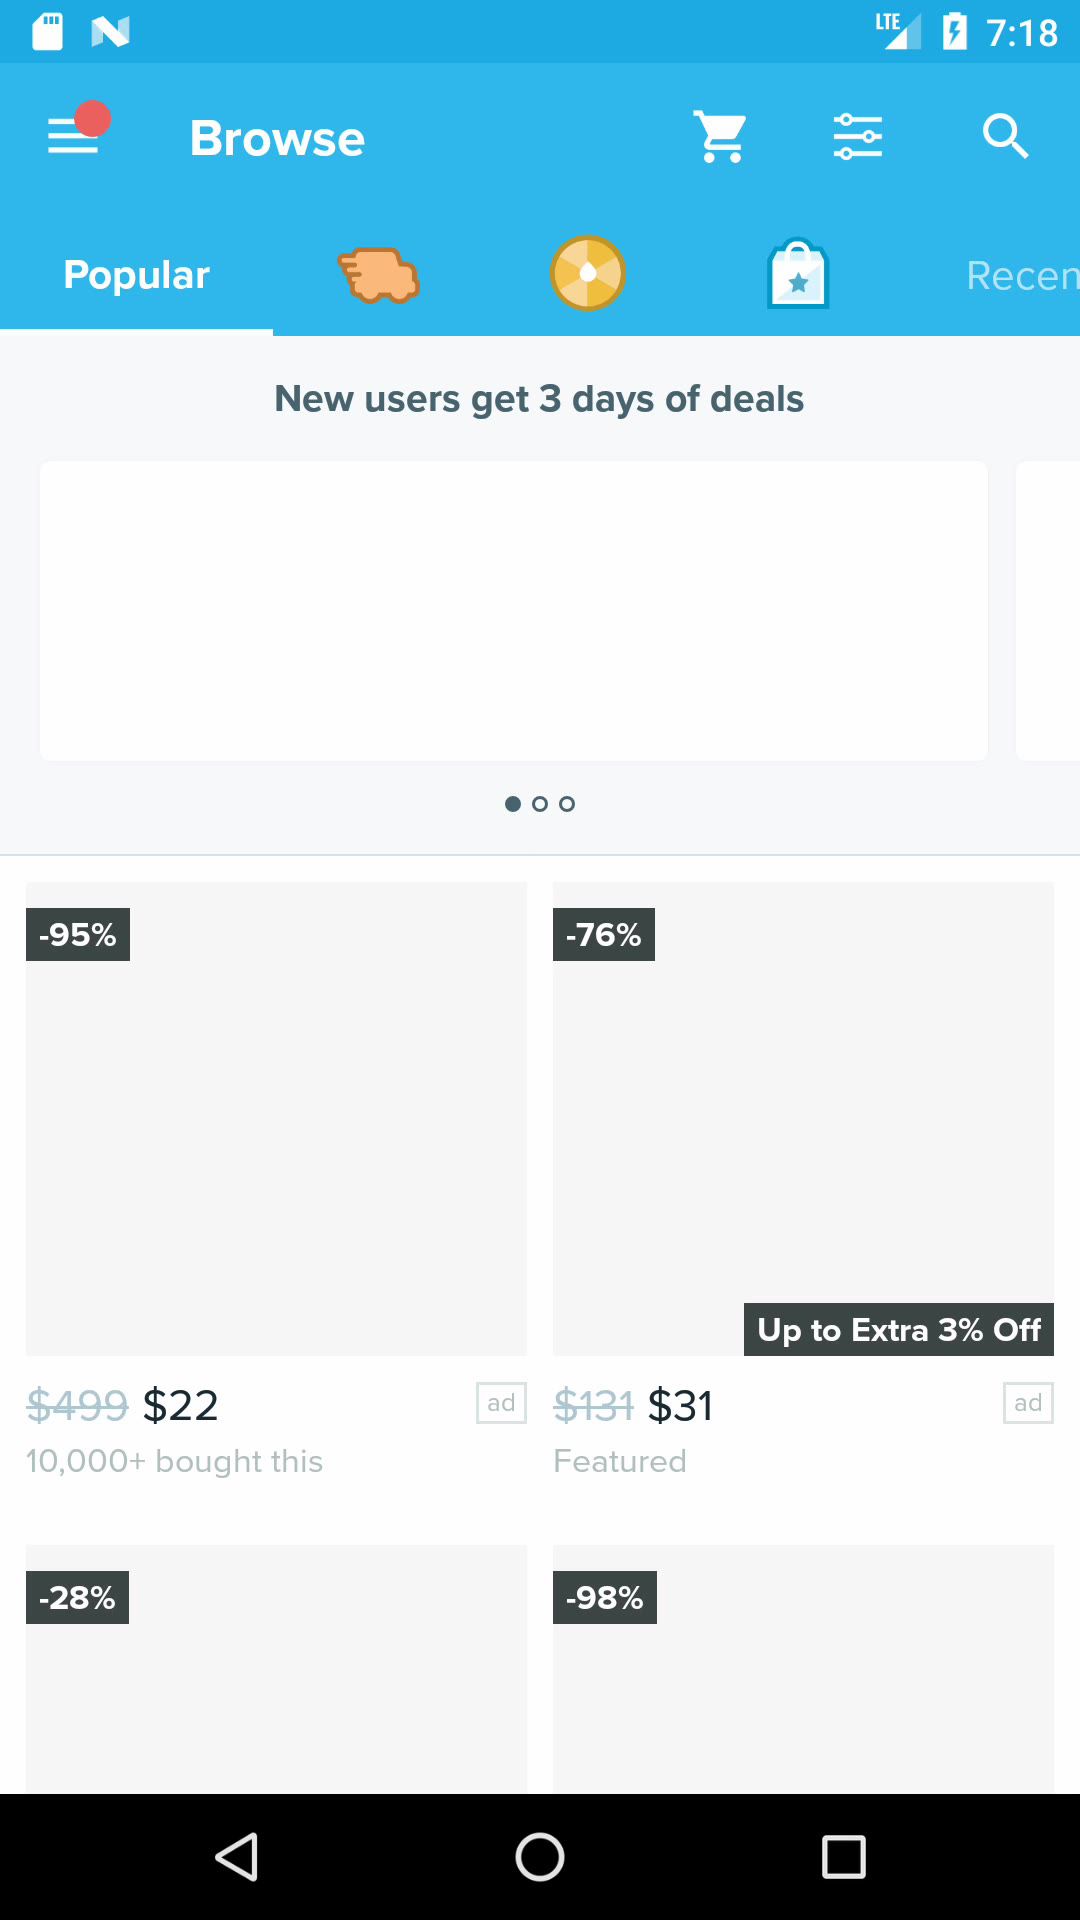 LTE 7:18
Browse
Popular
Recen
New users get 3 days of deals
-95%
-76%
Up to Extra 3% Off
$499 $22 ad
$131 $31 ad
10,000+ bought this
Featured
-28%
-98%